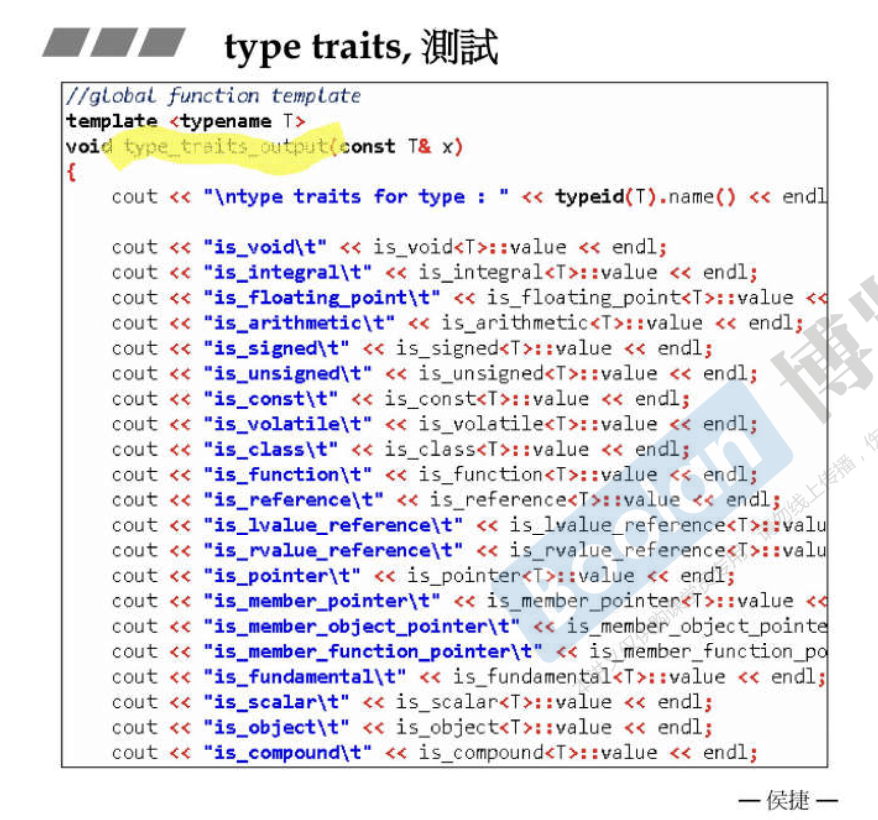 type traits, 測試
//global function template
template <typename T>
void type_traits_output(const T& x)
{
cout << "\ntype traits for type : " << typeid(T).name() << endl
cout << "is_void\t" << is_void<T>::value << endl;
cout << "is_integral\t" << is_integral<T>::value << endl;
cout << "is_floating_point\t" << is_floating_point<T>::value <<
cout << "is_arithmetic\t" << is_arithmetic<T>::value << endl;
cout << "is_signed\t" << is_signed<T>::value << endl;
cout << "is_unsigned\t" << is_unsigned<T>::value << endl;
cout << "is_const\t" << is_const<T>::value << endl;
cout << "is_volatile\t" << is_volatile<T>::value << endl;
cout << "is_class\t" << is_class<T>::value << endl;
cout << "is_function\t" << is_function<T>::value << endl;
cout << "is_reference\t" << is_reference<T>::value << endl;
cout << "is_lvalue_reference\t" << is_lvalue_reference<T>::valu
cout << "is_rvalue_reference\t" << is_rvalue_reference<T>::valu
cout << "is_pointer\t" << is_pointer<T>::value << endl;
cout << "is_member_pointer\t" << is_member_pointer<T>::value <<
cout << "is_member_object_pointer\t" << is_member_object_pointe
cout << "is_member_function_pointer\t" << is_member_function_po
cout << "is_fundamental\t" << is_fundamental<T>::value << endl;
cout << "is_scalar\t" << is_scalar<T>::value << endl;
cout << "is_object\t" << is_object<T>::value << endl;
cout << "is_compound\t" << is_compound<T>::value << endl;
Boolan
— 侯捷 —